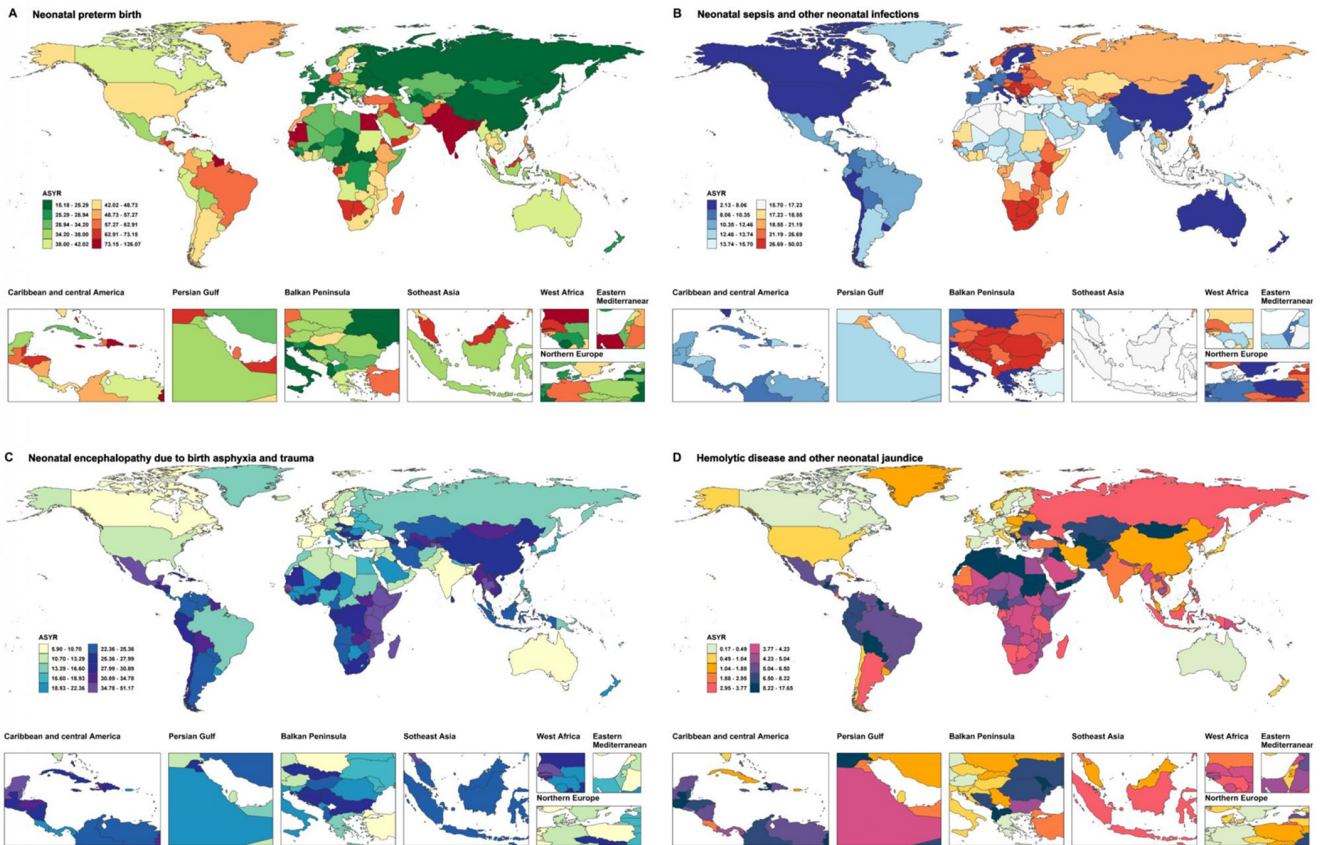 A Neonatal preterm birth
ASYR
18.18 - 25.29
25.29 - 28.94
28.94 - 34.20
34.20 - 38.00
38.00 - 42.02
42.02 - 48.73
48.73 - 57.27
57.27 - 62.91
62.91 - 73.15
73.15 - 126.07
Caribbean and central America
Persian Gulf
Balkan Peninsula
Sotheast Asia
West Africa
Eastern
Mediterranean
Northern Europe
B Neonatal sepsis and other neonatal infections
ASYR
2.13 - 8.06
8.06 - 10.35
10.35 - 12.46
12.46 - 13.74
13.74 - 15.70
15.70 - 17.23
17.23 - 18.55
18.55 - 21.19
21.19 - 26.69
26.69 - 50.03
Caribbean and central America
Persian Gulf
Balkan Peninsula
Sotheast Asia
West Africa
Eastern
Mediterranean
Northern Europe
C Neonatal encephalopathy due to birth asphyxia and trauma
ASYR
5.90 - 10.70
10.70 - 13.29
13.29 - 16.60
16.60 - 18.93
18.93 - 22.36
22.36 - 25.36
25.36 - 27.99
27.99 - 30.89
30.89 - 34.78
34.78 - 51.17
Caribbean and central America
Persian Gulf
Balkan Peninsula
Sotheast Asia
West Africa
Eastern
Mediterranean
Northern Europe
D Hemolytic disease and other neonatal jaundice
ASYR
0.17 - 0.49
0.49 - 1.04
1.04 - 1.88
1.88 - 2.95
2.95 - 3.77
3.77 - 4.23
4.23 - 5.04
5.04 - 6.50
6.50 - 8.22
8.22 - 17.65
Caribbean and central America
Persian Gulf
Balkan Peninsula
Sotheast Asia
West Africa
Eastern
Mediterranean
Northern Europe